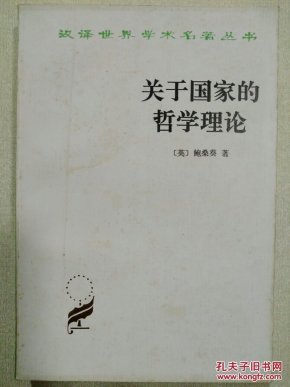 汉译世界学术名著丛书
关于国家的
哲学理论
〔英〕鲍桑葵 著
孔夫子旧书网